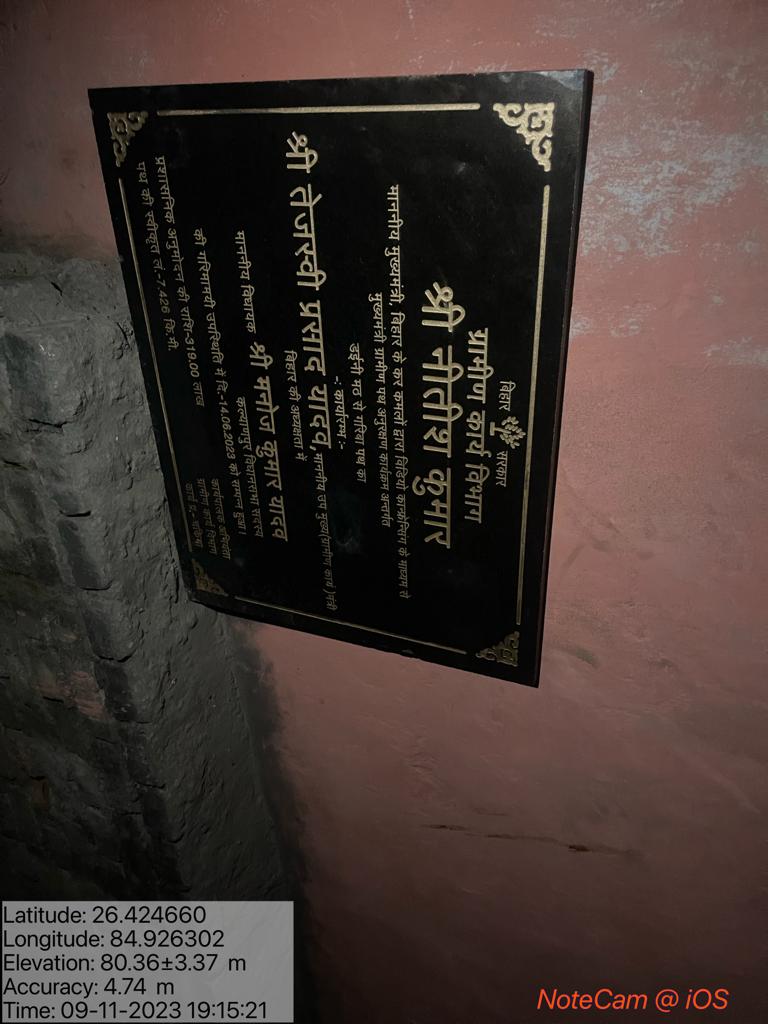 बिहार सरकार
ग्रामीण कार्य विभाग
श्री नीतीश कुमार
माननीय मुख्यमंत्री, बिहार के कर कमलों द्वारा विडियो कान्फ्रेन्सिंग के माध्यम से
मुख्यमंत्री ग्रामीण पथ अनुरक्षण कार्यक्रम अन्तर्गत
उईनी मठ से गरिबा पथ का
-: कार्यारम्भ :-
श्री तेजस्वी प्रसाद यादव, माननीय उप मुख्य(ग्रामीण कार्य)मंत्री
बिहार की अध्यक्षता में
माननीय विधायक श्री मनोज कुमार यादव
कल्याणपुर विधानसभा सदस्य
की गरिमामयी उपस्थिति में दि.-14.06.2023 को सम्पन्न हुआ।
प्रशासनिक अनुमोदन की राशि-319.00 लाख
पथ की स्वीकृत लं.-7.426 कि.मी.
कार्यपालक अभियंता
ग्रामीण कार्य विभाग
कार्य प्र.-
Latitude: 26.424660
Longitude: 84.926302
Elevation: 80.36±3.37 m
Accuracy: 4.74 m
Time: 09-11-2023 19:15:21
NoteCam @ iOS